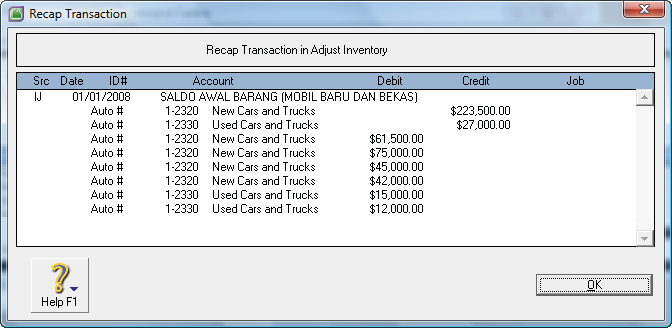 Recap Transaction
Recap Transaction in Adjust Inventory
Src Date ID# Account Debit Credit Job
IJ 01/01/2008 SALDO AWAL BARANG (MOBIL BARU DAN BEKAS)
Auto # 1-2320 New Cars and Trucks $223,500.00
Auto # 1-2330 Used Cars and Trucks $27,000.00
Auto # 1-2320 New Cars and Trucks $61,500.00
Auto # 1-2320 New Cars and Trucks $75,000.00
Auto # 1-2320 New Cars and Trucks $45,000.00
Auto # 1-2320 New Cars and Trucks $42,000.00
Auto # 1-2330 Used Cars and Trucks $15,000.00
Auto # 1-2330 Used Cars and Trucks $12,000.00
Help F1
OK